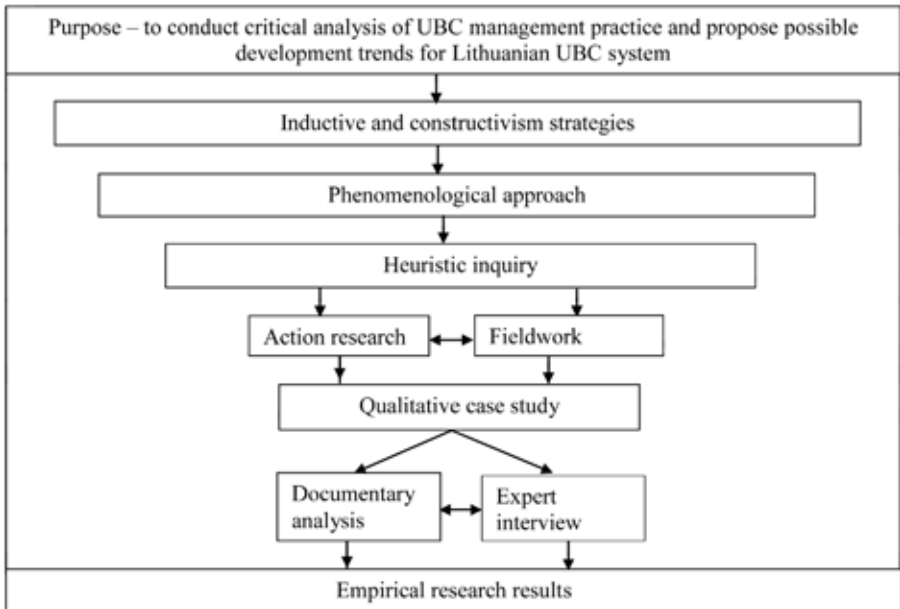 Purpose – to conduct critical analysis of UBC management practice and propose possible
development trends for Lithuanian UBC system
Inductive and constructivism strategies
Phenomenological approach
Heuristic inquiry
Action research
Fieldwork
Qualitative case study
Documentary
analysis
Expert
interview
Empirical research results